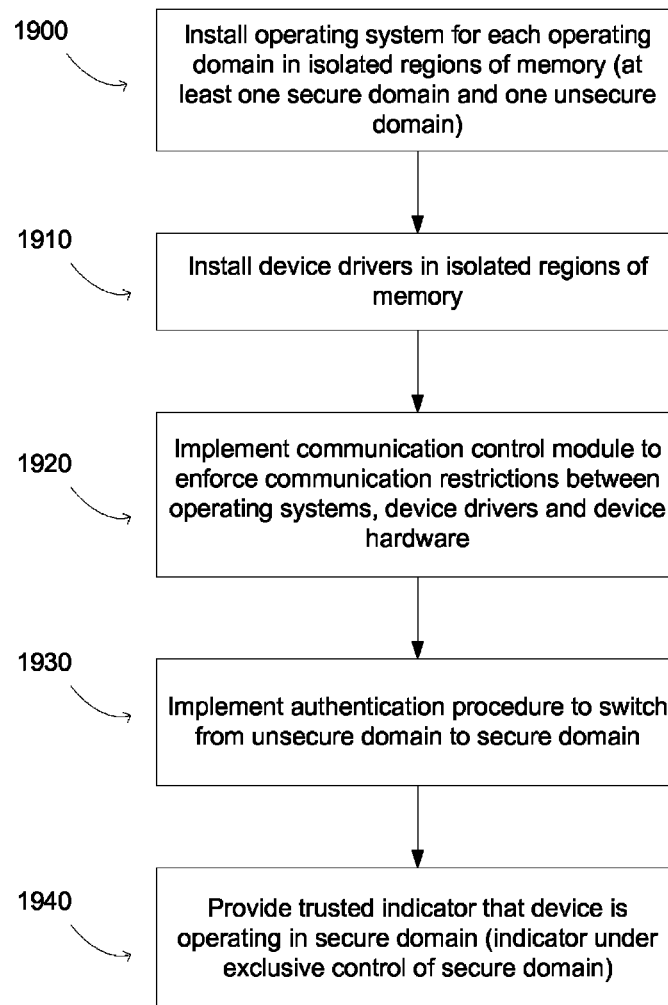 1900
Install operating system for each operating
domain in isolated regions of memory (at
least one secure domain and one unsecure
domain)
1910
Install device drivers in isolated regions of
memory
1920
Implement communication control module to
enforce communication restrictions between
operating systems, device drivers and device
hardware
1930
Implement authentication procedure to switch
from unsecure domain to secure domain
1940
Provide trusted indicator that device is
operating in secure domain (indicator under
exclusive control of secure domain)